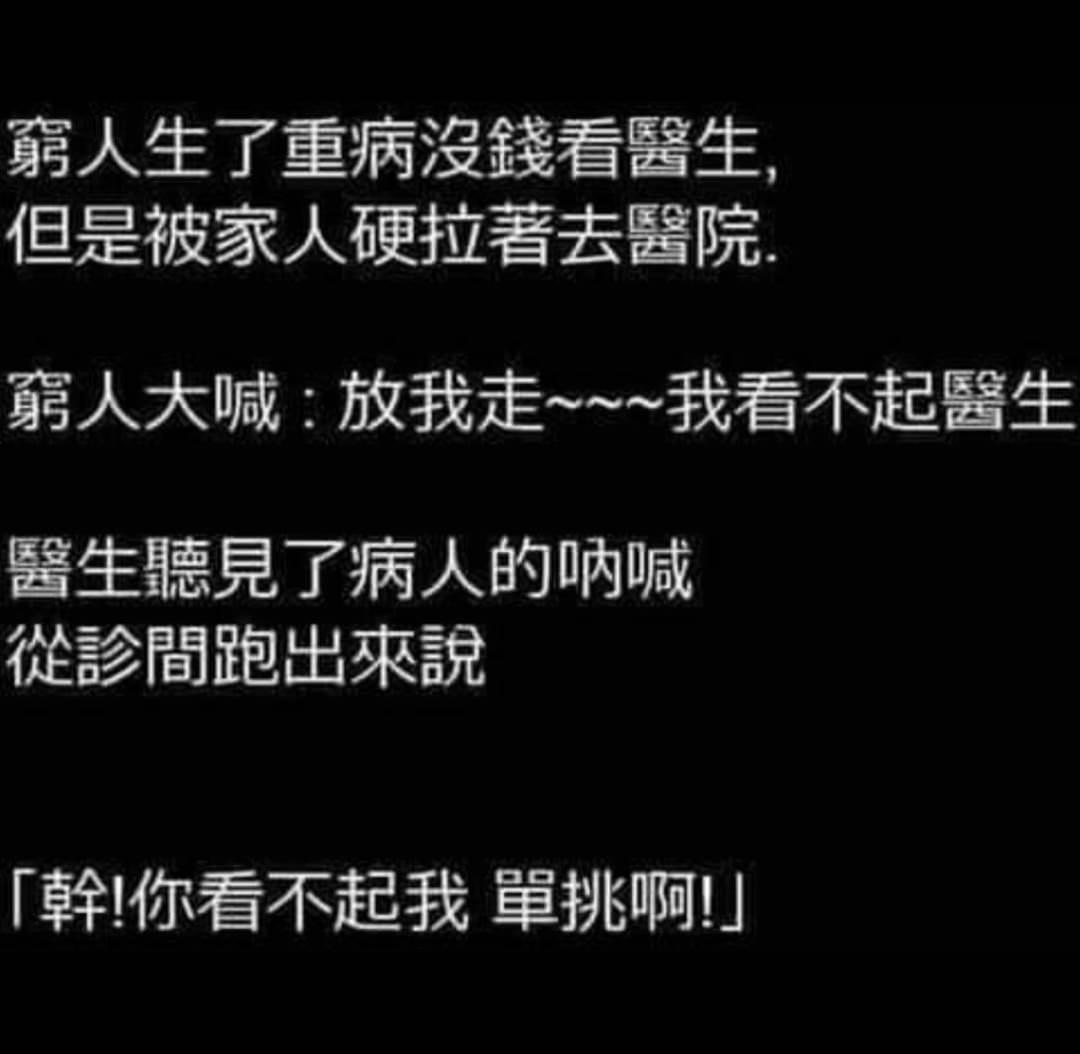 窮人生了重病沒錢看醫生,
但是被家人硬拉著去醫院.
窮人大喊 : 放我走~~~我看不起醫生
醫生聽見了病人的吶喊
從診間跑出來說
「幹!你看不起我 單挑啊!」